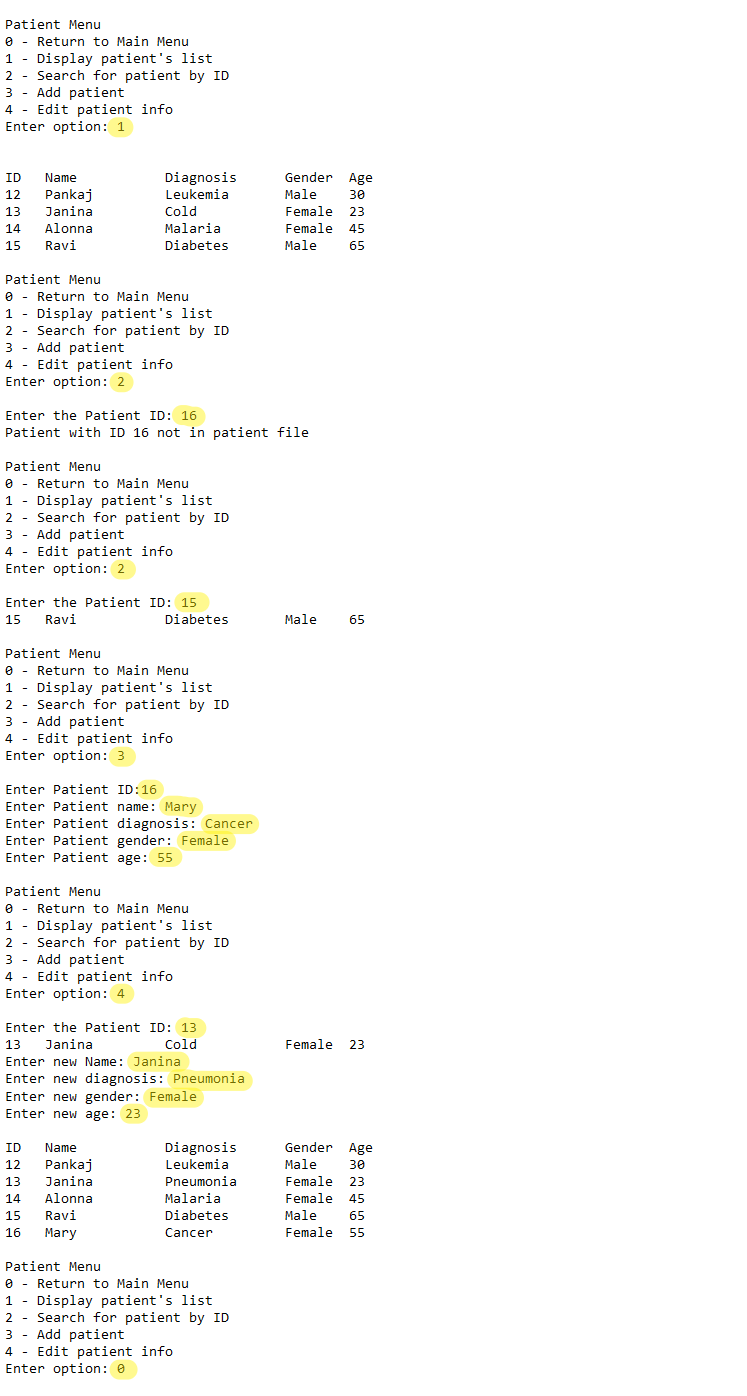 Patient Menu
0 - Return to Main Menu
1 - Display patient's list
2 - Search for patient by ID
3 - Add patient
4 - Edit patient info
Enter option: 1
ID   Name           Diagnosis      Gender  Age
12   Pankaj         Leukemia       Male    30
13   Janina         Cold           Female  23
14   Alonna         Malaria        Female  45
15   Ravi           Diabetes       Male    65
Patient Menu
0 - Return to Main Menu
1 - Display patient's list
2 - Search for patient by ID
3 - Add patient
4 - Edit patient info
Enter option: 2
Enter the Patient ID: 16
Patient with ID 16 not in patient file
Patient Menu
0 - Return to Main Menu
1 - Display patient's list
2 - Search for patient by ID
3 - Add patient
4 - Edit patient info
Enter option: 2
Enter the Patient ID: 15
15   Ravi           Diabetes       Male    65
Patient Menu
0 - Return to Main Menu
1 - Display patient's list
2 - Search for patient by ID
3 - Add patient
4 - Edit patient info
Enter option: 3
Enter Patient ID:16
Enter Patient name: Mary
Enter Patient diagnosis: Cancer
Enter Patient gender: Female
Enter Patient age: 55
Patient Menu
0 - Return to Main Menu
1 - Display patient's list
2 - Search for patient by ID
3 - Add patient
4 - Edit patient info
Enter option: 4
Enter the Patient ID: 13
13   Janina         Cold           Female  23
Enter new Name: Janina
Enter new diagnosis: Pneumonia
Enter new gender: Female
Enter new age: 23
ID   Name           Diagnosis      Gender  Age
12   Pankaj         Leukemia       Male    30
13   Janina         Pneumonia      Female  23
14   Alonna         Malaria        Female  45
15   Ravi           Diabetes       Male    65
16   Mary           Cancer         Female  55
Patient Menu
0 - Return to Main Menu
1 - Display patient's list
2 - Search for patient by ID
3 - Add patient
4 - Edit patient info
Enter option: 0